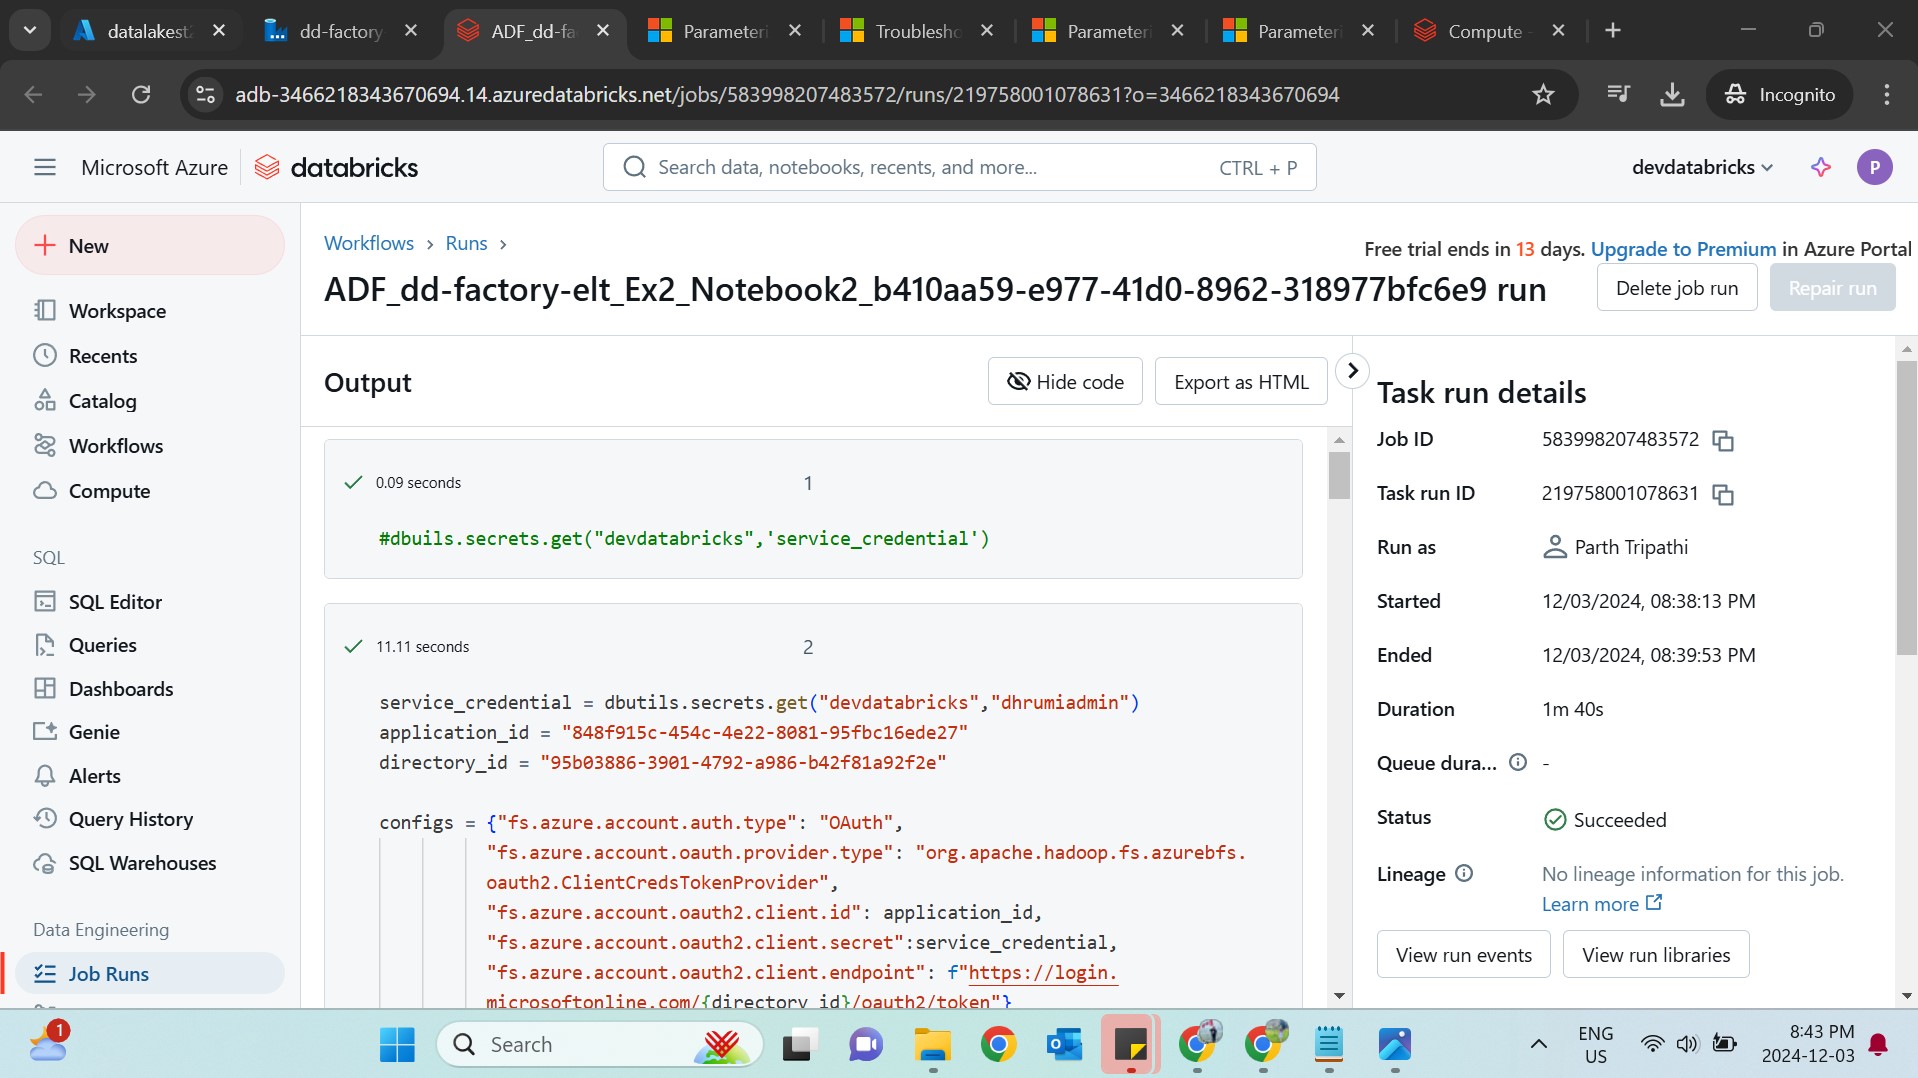 datalakest
dd-factory
ADF_dd-fa
Parameteri
Troublesho
Parameteri
Parameteri
Compute -
adb-3466218343670694.14.azuredatabricks.net/jobs/583998207483572/runs/219758001078631?o=3466218343670694
Incognito
Microsoft Azure
databricks
Search data, notebooks, recents, and more...
CTRL + P
devdatabricks
P
New
Workspace
Recents
Catalog
Workflows
Compute
SQL
SQL Editor
Queries
Dashboards
Genie
Alerts
Query History
SQL Warehouses
Data Engineering
Job Runs
Workflows › Runs ›
Free trial ends in 13 days. Upgrade to Premium in Azure Portal
ADF_dd-factory-elt_Ex2_Notebook2_b410aa59-e977-41d0-8962-318977bfc6e9 run
Delete job run
Repair run
Output
Hide code
Export as HTML
0.09 seconds
1
#dbuils.secrets.get("devdatabricks",'service_credential')
11.11 seconds
2
service_credential = dbutils.secrets.get("devdatabricks","dhrumiadmin")
application_id = "848f915c-454c-4e22-8081-95fbc16ede27"
directory_id = "95b03886-3901-4792-a986-b42f81a92f2e"
configs = {"fs.azure.account.auth.type": "OAuth",
"fs.azure.account.oauth.provider.type": "org.apache.hadoop.fs.azurebfs.
oauth2.ClientCredsTokenProvider",
"fs.azure.account.oauth2.client.id": application_id,
"fs.azure.account.oauth2.client.secret":service_credential,
"fs.azure.account.oauth2.client.endpoint": f"https://login.
microsoftonline.com/{directory_id}/oauth2/token"}
Task run details
Job ID
583998207483572
Task run ID
219758001078631
Run as
Parth Tripathi
Started
12/03/2024, 08:38:13 PM
Ended
12/03/2024, 08:39:53 PM
Duration
1m 40s
Queue dura...
-
Status
Succeeded
Lineage
No lineage information for this job.
Learn more
View run events
View run libraries
1
Search
ENG
US
8:43 PM
2024-12-03